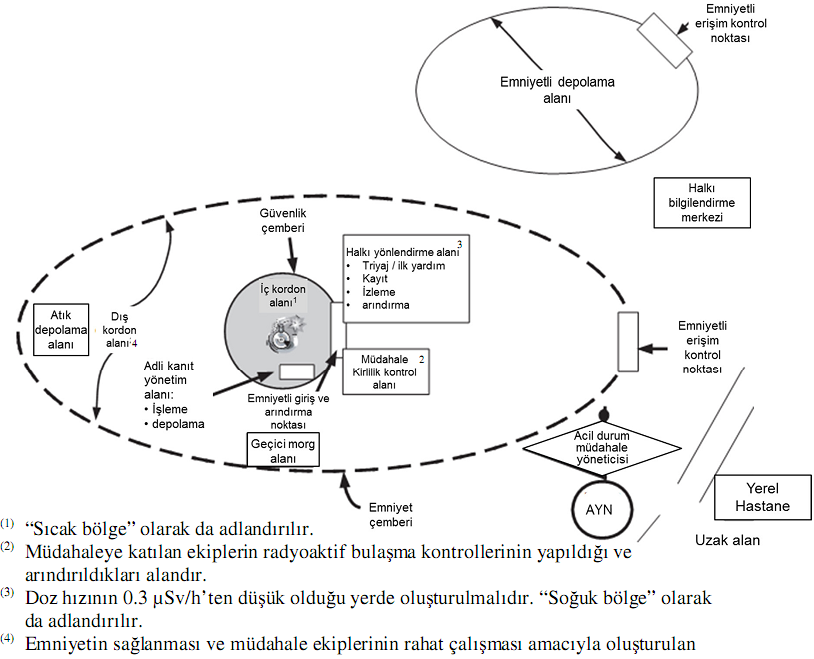 Emniyetli
erişim kontrol
noktası
Emniyetli depolama
alanı
Halkı
bilgilendirme
merkezi
Güvenlik
çemberi
Halkı yönlendirme alanı 3
• Triyaj / ilk yardım
• Kayıt
• İzleme
• arındırma
İç kordon
alanı1
Atık
depolama
alanı
Dış
kordon
alanı4
Emniyetli
erişim
kontrol
noktası
Müdahale 2
Kirlilik kontrol
alanı
Adli kanıt
yönetim
alanı:
• İşleme
• depolama
Emniyetli giriş ve
arındırma
noktası
Geçici morg
alanı
Acil durum
müdahale
yöneticisi
AYN
Emniyet
çemberi
Yerel
Hastane
Uzak alan
(1) “Sıcak bölge” olarak da adlandırılır.
(2) Müdahaleye katılan ekiplerin radyoaktif bulaşma kontrollerinin yapıldığı ve
arındırıldıkları alandır.
(3) Doz hızının 0.3 µSv/h’ten düşük olduğu yerde oluşturulmalıdır. “Soğuk bölge” olarak
da adlandırılır.
(4) Emniyetin sağlanması ve müdahale ekiplerinin rahat çalışması amacıyla oluşturulan